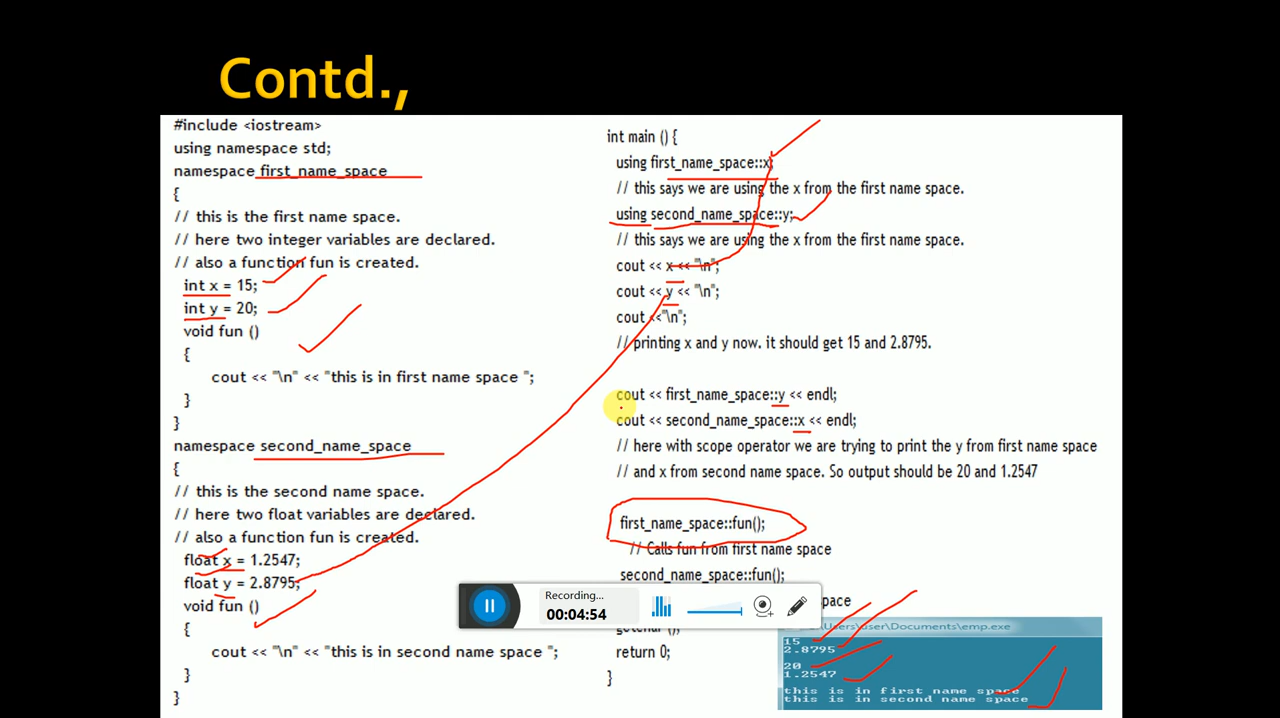 Contd.,
#include <iostream>
using namespace std;
namespace first_name_space
{
// this is the first name space.
// here two integer variables are declared.
// also a function fun is created.
int x = 15;
int y = 20;
void fun ()
{
cout << "\n" << "this is in first name space ";
}
}
namespace second_name_space
{
// this is the second name space.
// here two float variables are declared.
// also a function fun is created.
float x = 1.2547;
float y = 2.8795;
void fun ()
{
cout << "\n" << "this is in second name space ";
}
}
int main () {
using first_name_space::x;
// this says we are using the x from the first name space.
using second_name_space::y;
// this says we are using the x from the first name space.
cout << x << "\n";
cout << y << "\n";
cout <<"\n";
// printing x and y now. it should get 15 and 2.8795.
cout << first_name_space::y << endl;
cout << second_name_space::x << endl;
// here with scope operator we are trying to print the y from first name space
// and x from second name space. So output should be 20 and 1.2547
first_name_space::fun();
// Calls fun from first name space
second_name_space::fun();
space
return 0;
}
Recording...
00:04:54
Users\user\Documents\emp.exe
15
2.8795
20
1.2547
this is in first name space
this is in second name space